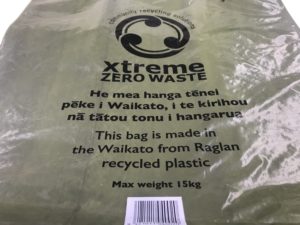 community recycling
xtreme
ZERO WASTE
He mea hanga tēnei
pēke i Waikato, i te kirihou
nā tātou tonu i hangarua
This bag is made in
the Waikato from Raglan
recycled plastic
Max weight 15kg